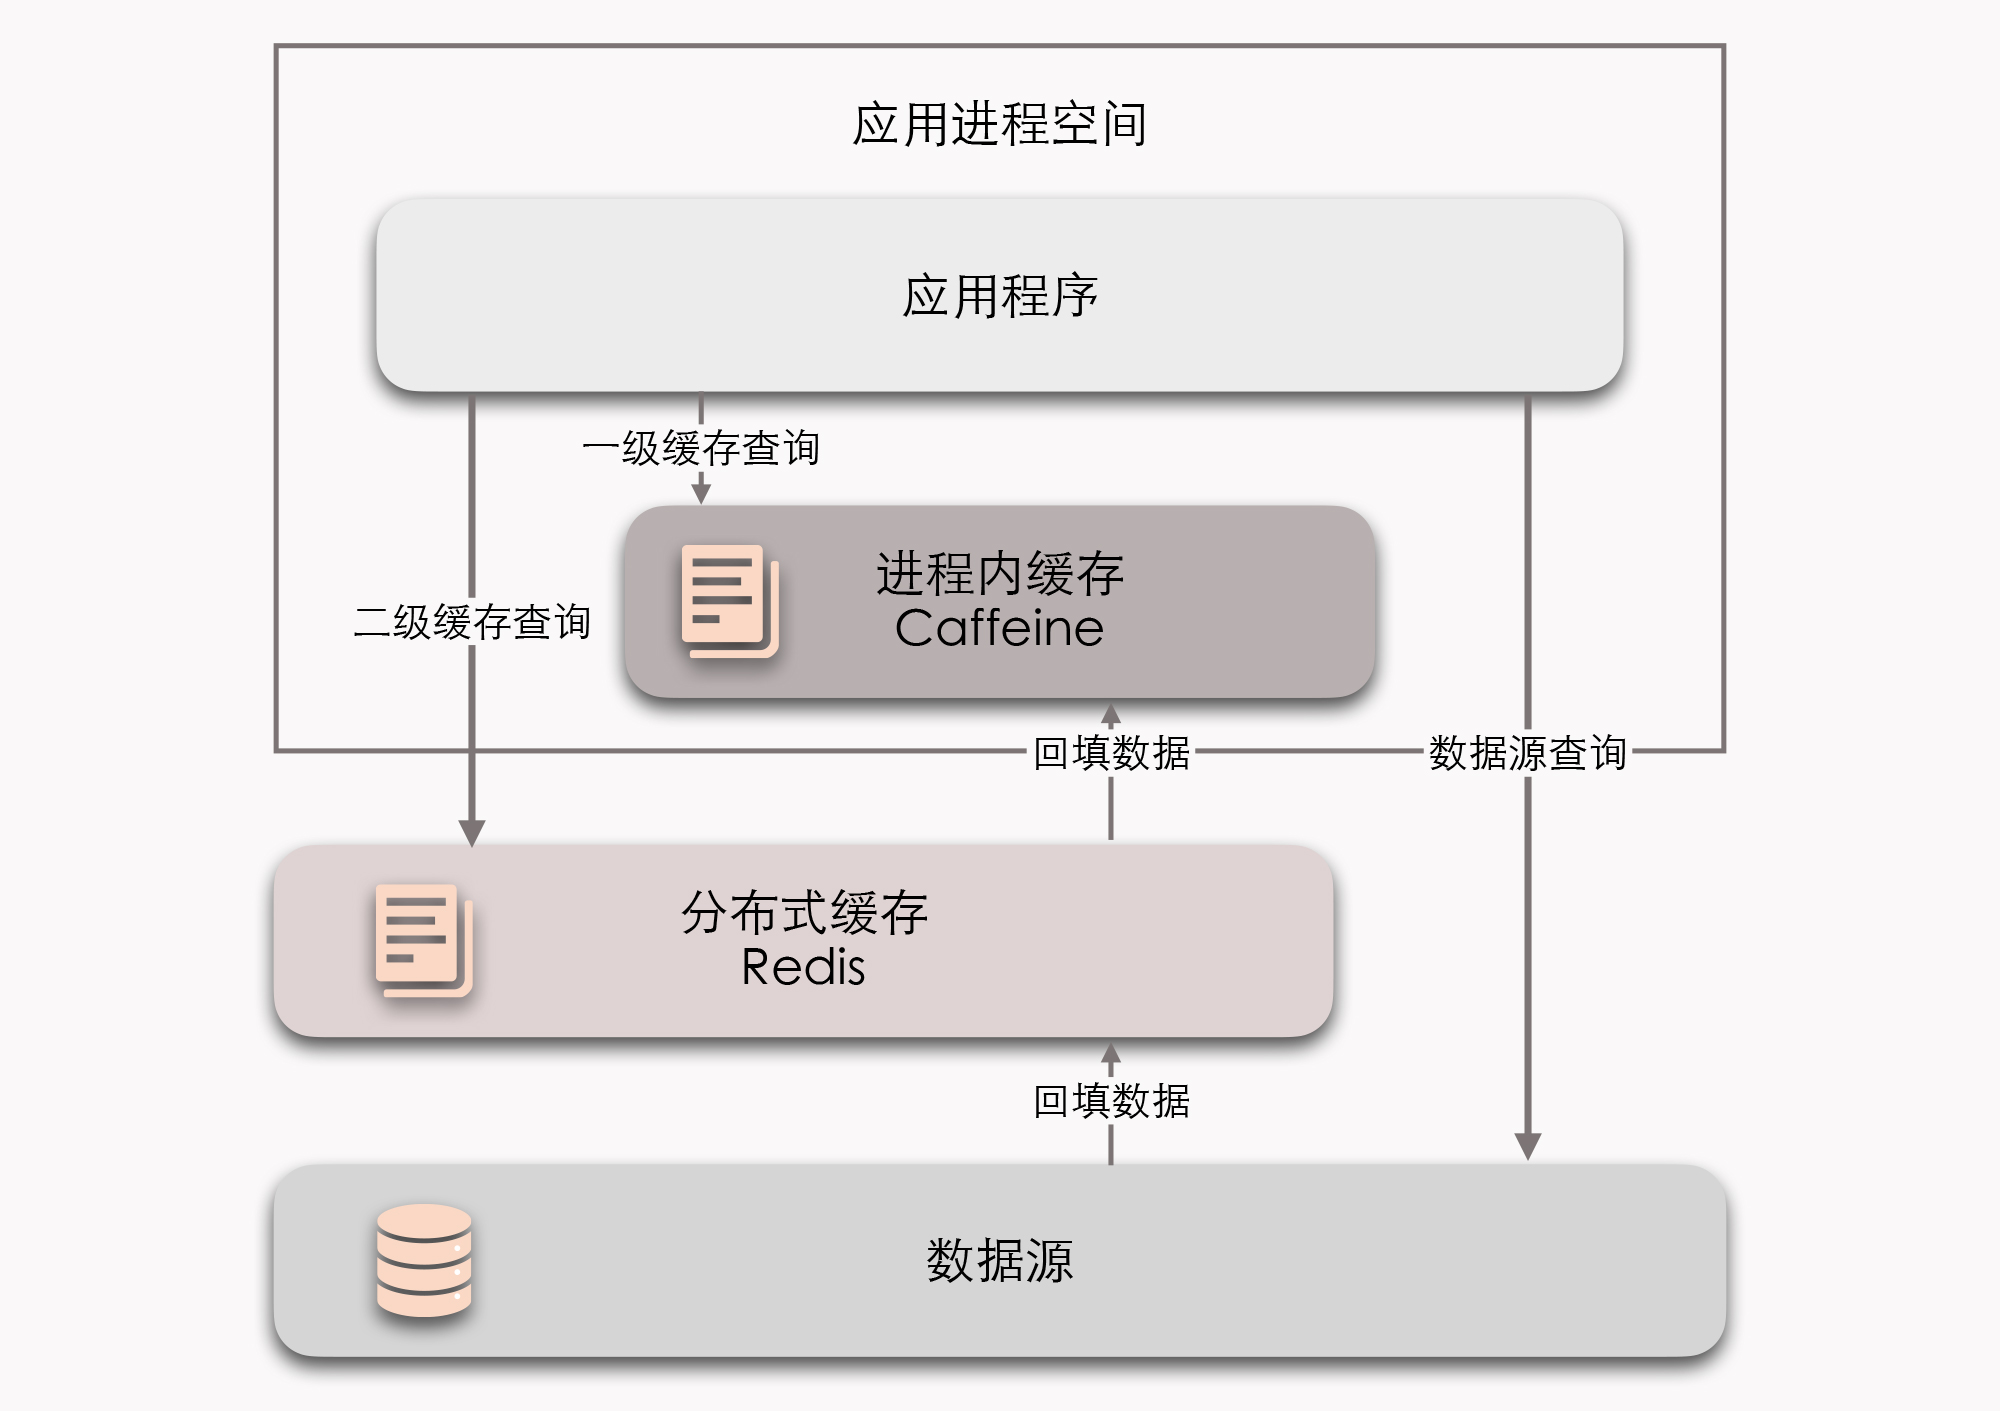 应用进程空间
应用程序
一级缓存查询
进程内缓存
Caffeine
二级缓存查询
回填数据
数据源查询
分布式缓存
Redis
回填数据
数据源